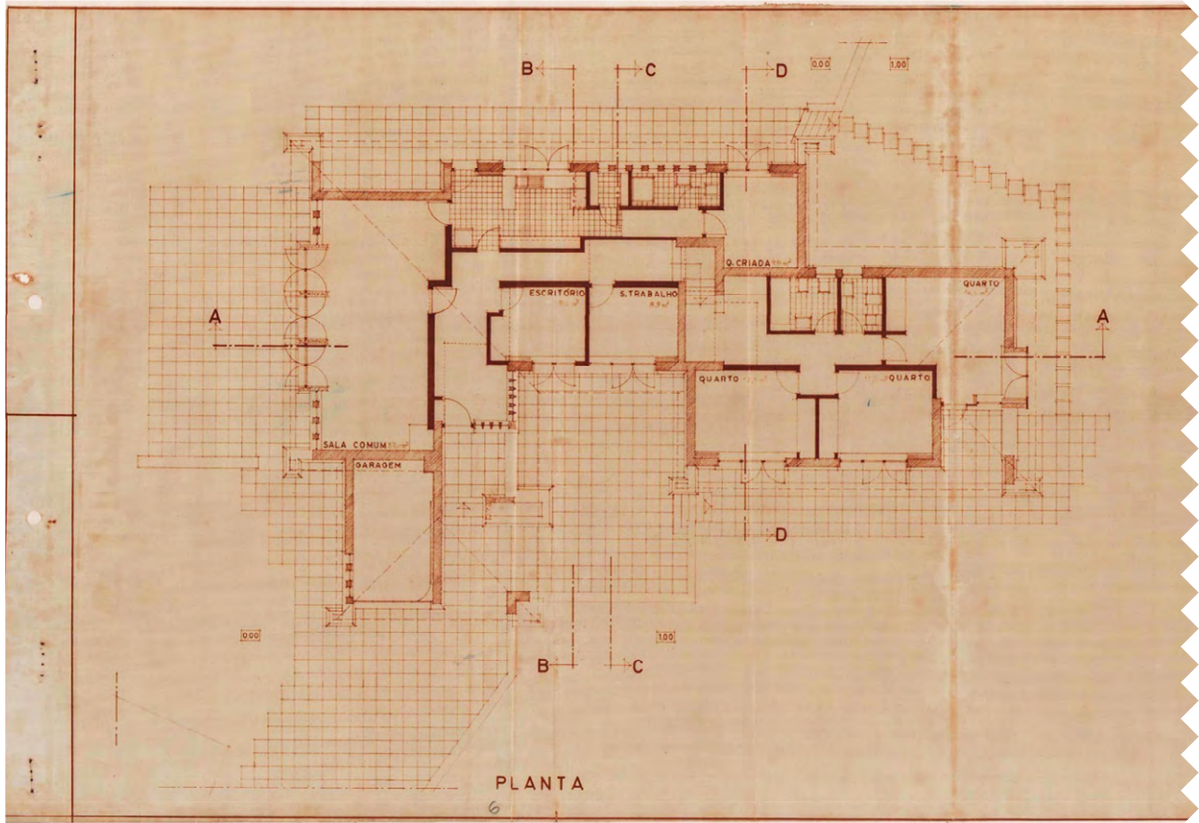 B C D 0,00 1,00
Q. CRIADA
QUARTO
ESCRITÓRIO S. TRABALHO
A A
QUARTO QUARTO
SALA COMUM
GARAGEM
D
0,00 1,00
B C
PLANTA
6